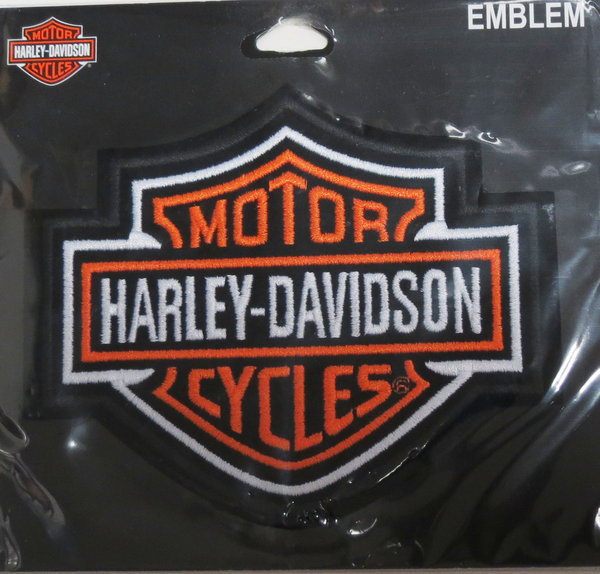 MOTOR
HARLEY-DAVIDSON
CYCLES
®
EMBLEM
MOTOR
HARLEY-DAVIDSON
CYCLES
®